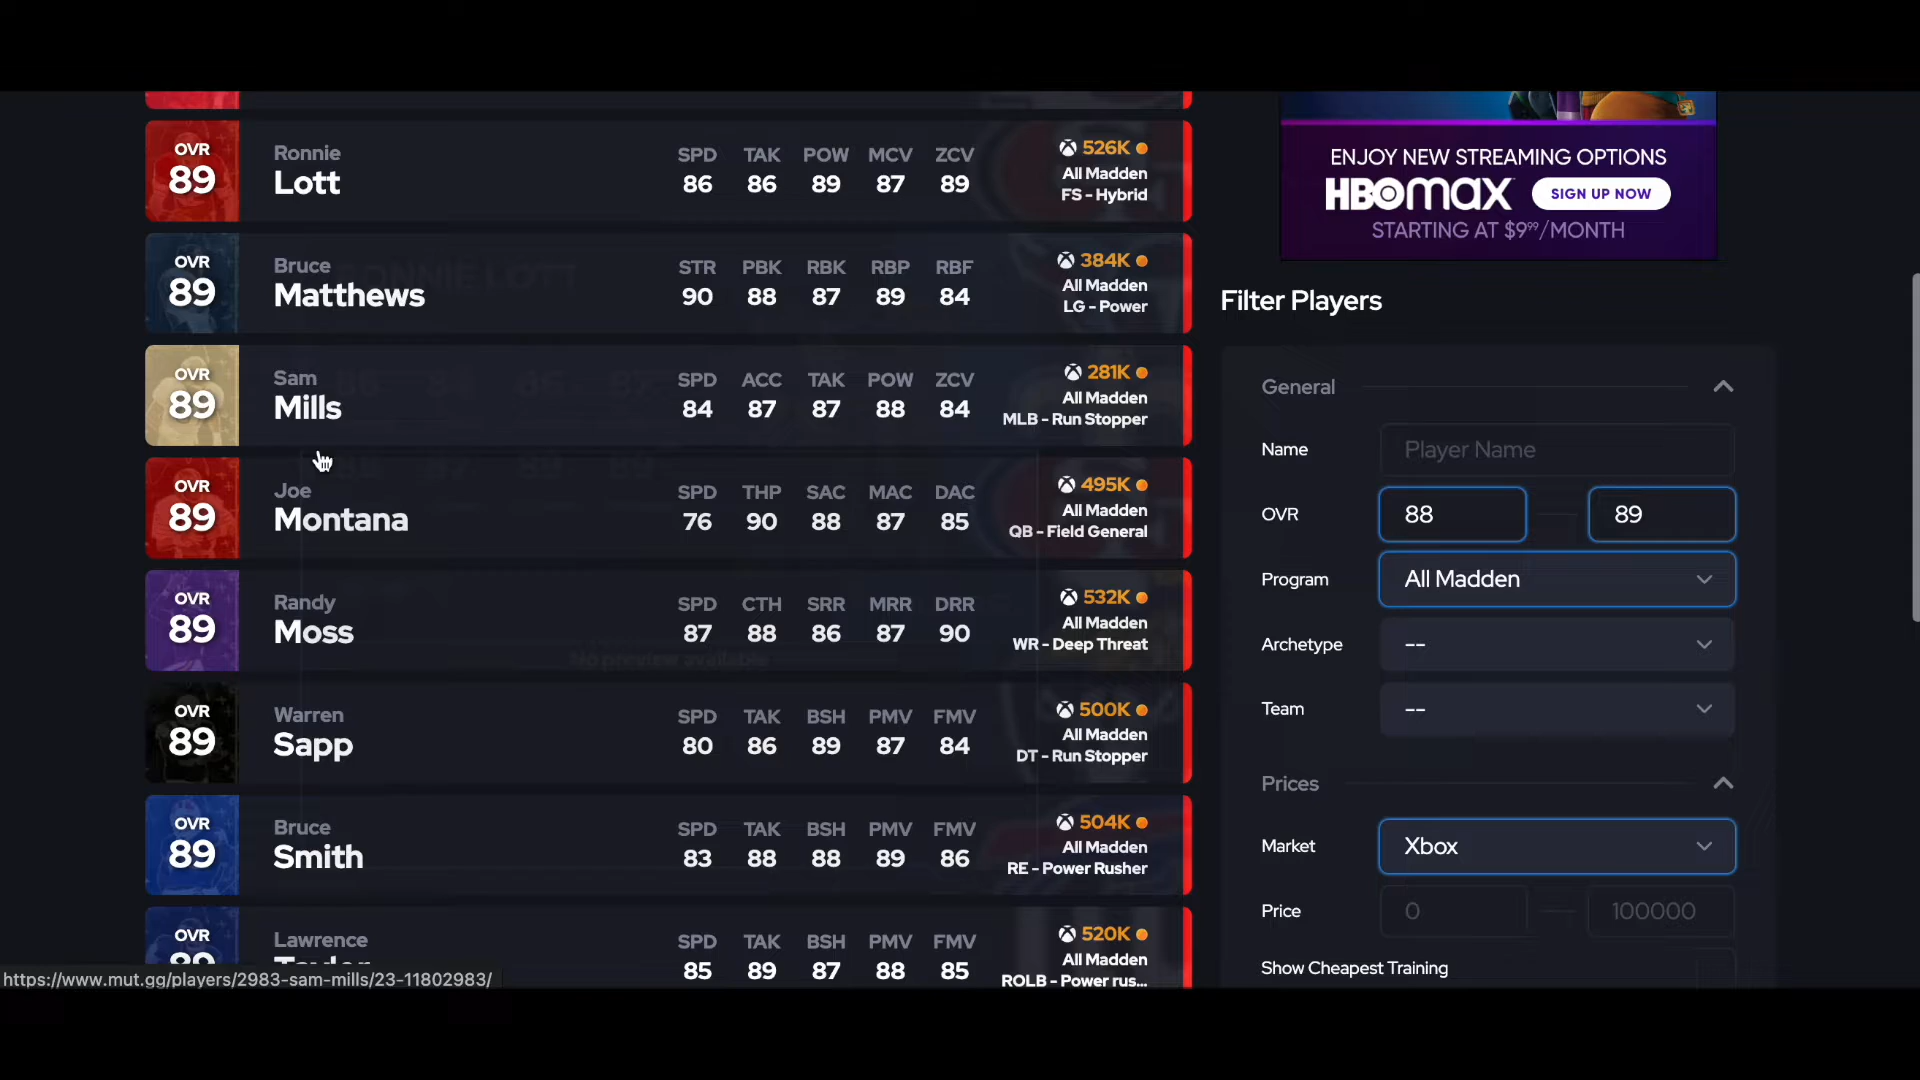 OVR
89
Ronnie
Lott
SPD TAK POW MCV ZCV
86 86 89 87 89
526K
All Madden
FS - Hybrid
OVR
89
Bruce
Matthews
STR PBK RBK RBP RBF
90 88 87 89 84
384K
All Madden
LG - Power
RONNIE LOTT
OVR
89
Sam
Mills
SPD ACC TAK POW ZCV
84 87 87 88 84
281K
All Madden
MLB - Run Stopper
OVR
89
Joe
Montana
SPD THP SAC MAC DAC
76 90 88 87 85
495K
All Madden
QB - Field General
OVR
89
Randy
Moss
SPD CTH SRR MRR DRR
87 88 86 87 90
532K
All Madden
WR - Deep Threat
No preview available
OVR
89
Warren
Sapp
SPD TAK BSH PMV FMV
80 86 89 87 84
500K
All Madden
DT - Run Stopper
OVR
89
Bruce
Smith
SPD TAK BSH PMV FMV
83 88 88 89 86
504K
All Madden
RE - Power Rusher
OVR
89
Lawrence
Taylor
SPD TAK BSH PMV FMV
85 89 87 88 85
520K
All Madden
ROLB - Power rus...
https://www.mut.gg/players/2983-sam-mills/23-11802983/
ENJOY NEW STREAMING OPTIONS
HBOMAX SIGN UP NOW
STARTING AT $9.99/MONTH
Filter Players
General
Name Player Name
OVR 88 89
Program All Madden
Archetype --
Team --
Prices
Market Xbox
Price 0 100000
Show Cheapest Training